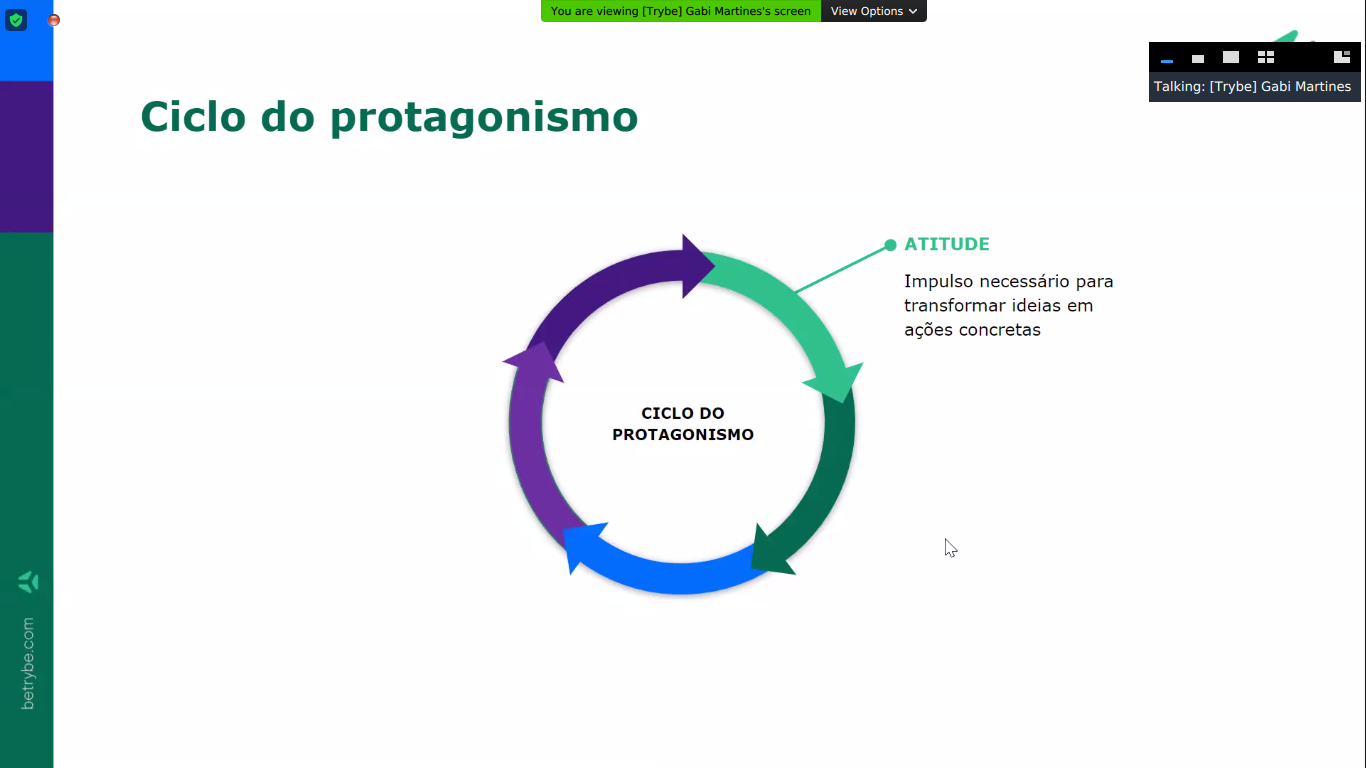 You are viewing [Trybe] Gabi Martines's screen
View Options
Talking: [Trybe] Gabi Martines
Ciclo do protagonismo
ATITUDE
Impulso necessário para
transformar ideias em
ações concretas
CICLO DO
PROTAGONISMO
betrybe.com